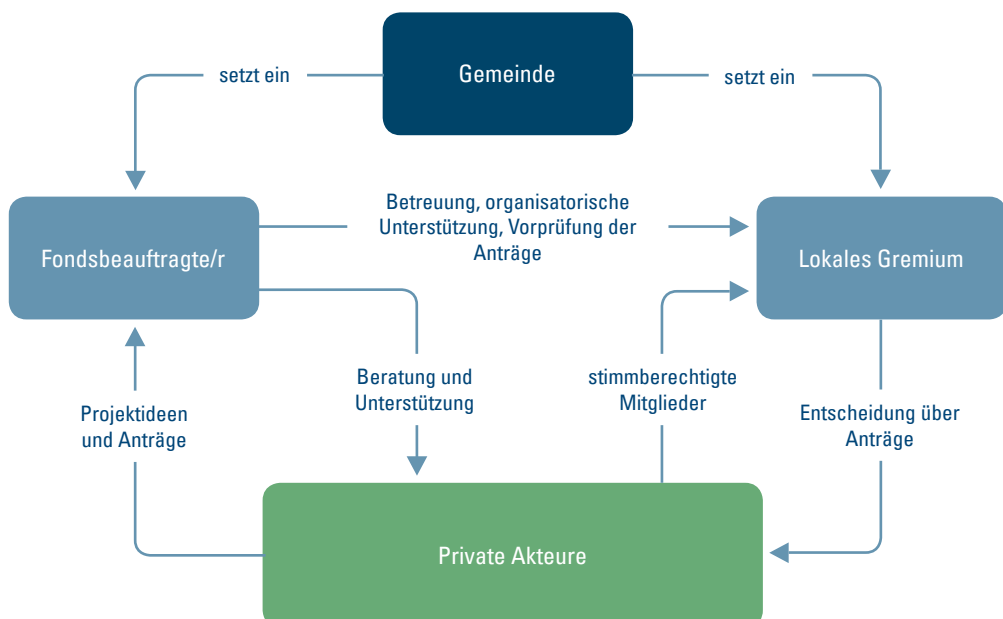 Gemeinde
setzt ein
setzt ein
Betreuung, organisatorische
Unterstützung, Vorprüfung der
Anträge
Fondsbeauftragte/r
Lokales Gremium
Beratung und
Unterstützung
stimmberechtigte
Mitglieder
Projektideen
und Anträge
Entscheidung über
Anträge
Private Akteure